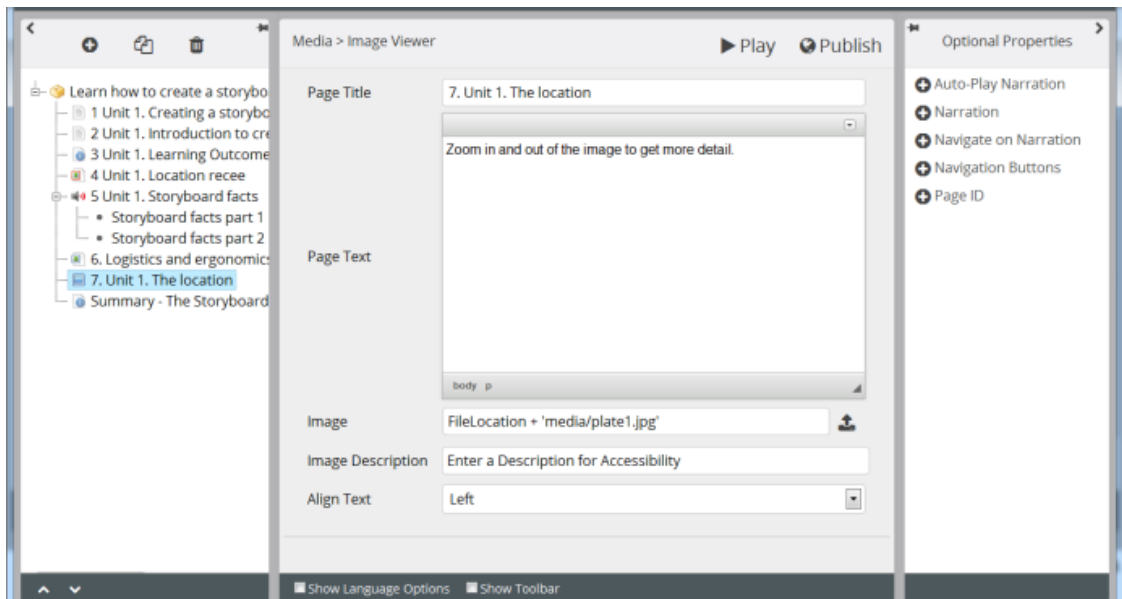 Media > Image Viewer
Play
Publish
Optional Properties
Learn how to create a storybo
1 Unit 1. Creating a storybo
2 Unit 1. Introduction to cre
3 Unit 1. Learning Outcome
4 Unit 1. Location recee
5 Unit 1. Storyboard facts
Storyboard facts part 1
Storyboard facts part 2
6. Logistics and ergonomics
7. Unit 1. The location
Summary - The Storyboard
Page Title
7. Unit 1. The location
Page Text
Zoom in and out of the image to get more detail.
body p
Image
FileLocation + 'media/plate1.jpg'
Image Description
Enter a Description for Accessibility
Align Text
Left
Show Language Options
Show Toolbar
Auto-Play Narration
Narration
Navigate on Narration
Navigation Buttons
Page ID